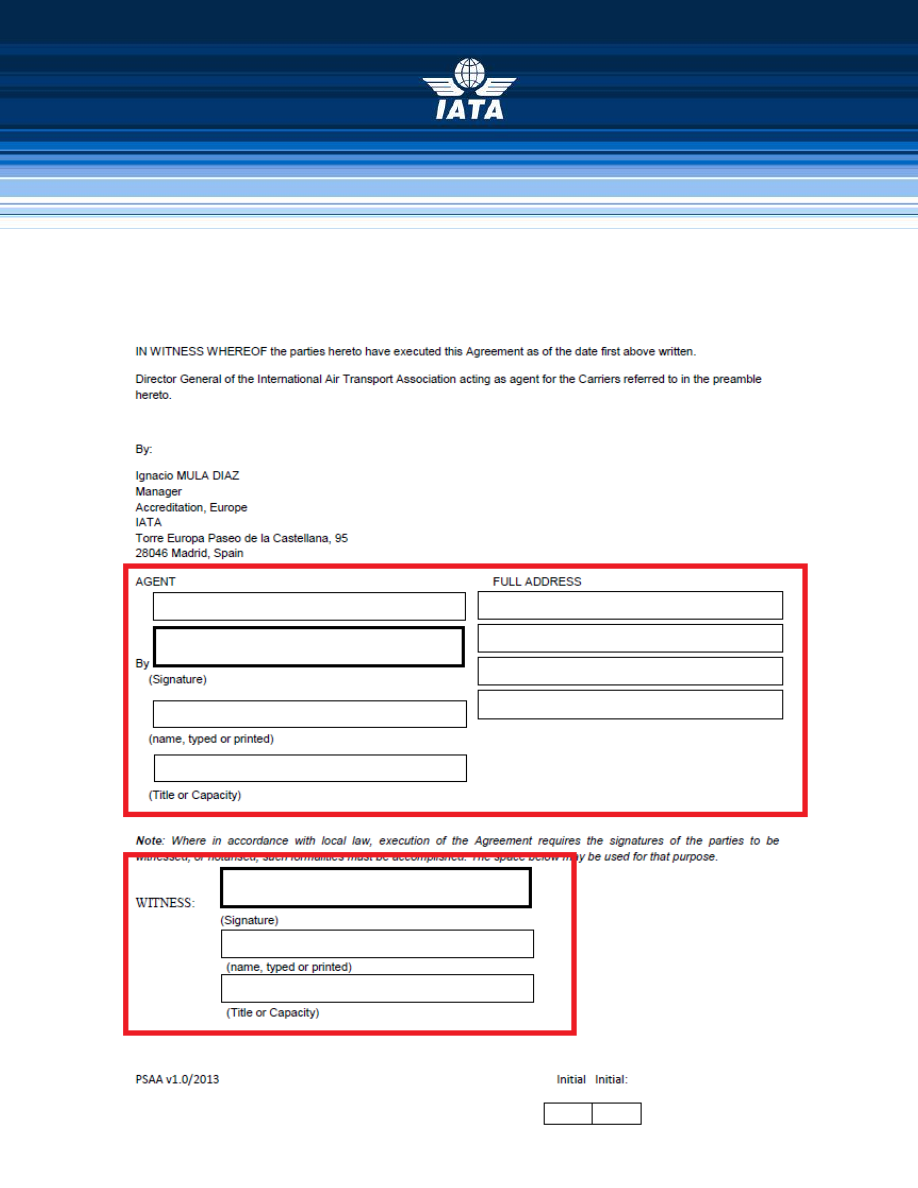 IATA
IN WITNESS WHEREOF the parties hereto have executed this Agreement as of the date first above written.
Director General of the International Air Transport Association acting as agent for the Carriers referred to in the preamble
hereto.
By:
Ignacio MULA DIAZ
Manager
Accreditation, Europe
IATA
Torre Europa Paseo de la Castellana, 95
28046 Madrid, Spain
AGENT
FULL ADDRESS
By
(Signature)
(name, typed or printed)
(Title or Capacity)
Note: Where in accordance with local law, execution of the Agreement requires the signatures of the parties to be
witnessed, or notarised, such formalities must be accomplished. The space below may be used for that purpose.
WITNESS:
(Signature)
(name, typed or printed)
(Title or Capacity)
PSAA v1.0/2013
Initial Initial: